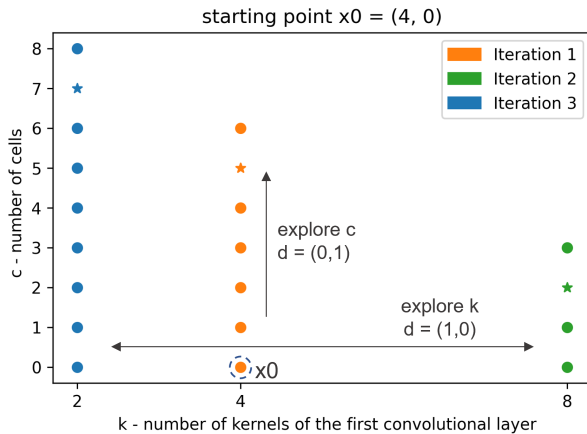 starting point x0 = (4, 0)
8
7
6
5
4
3
2
1
0
c - number of cells
Iteration 1
Iteration 2
Iteration 3
explore c
d = (0,1)
explore k
d = (1,0)
x0
2
4
8
k - number of kernels of the first convolutional layer